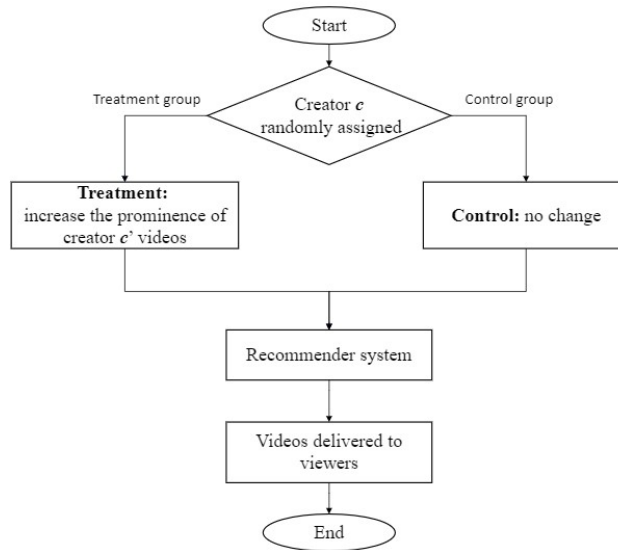 Start
Treatment group
Control group
Creator c
randomly assigned
Treatment:
increase the prominence of
creator c' videos
Control: no change
Recommender system
Videos delivered to
viewers
End